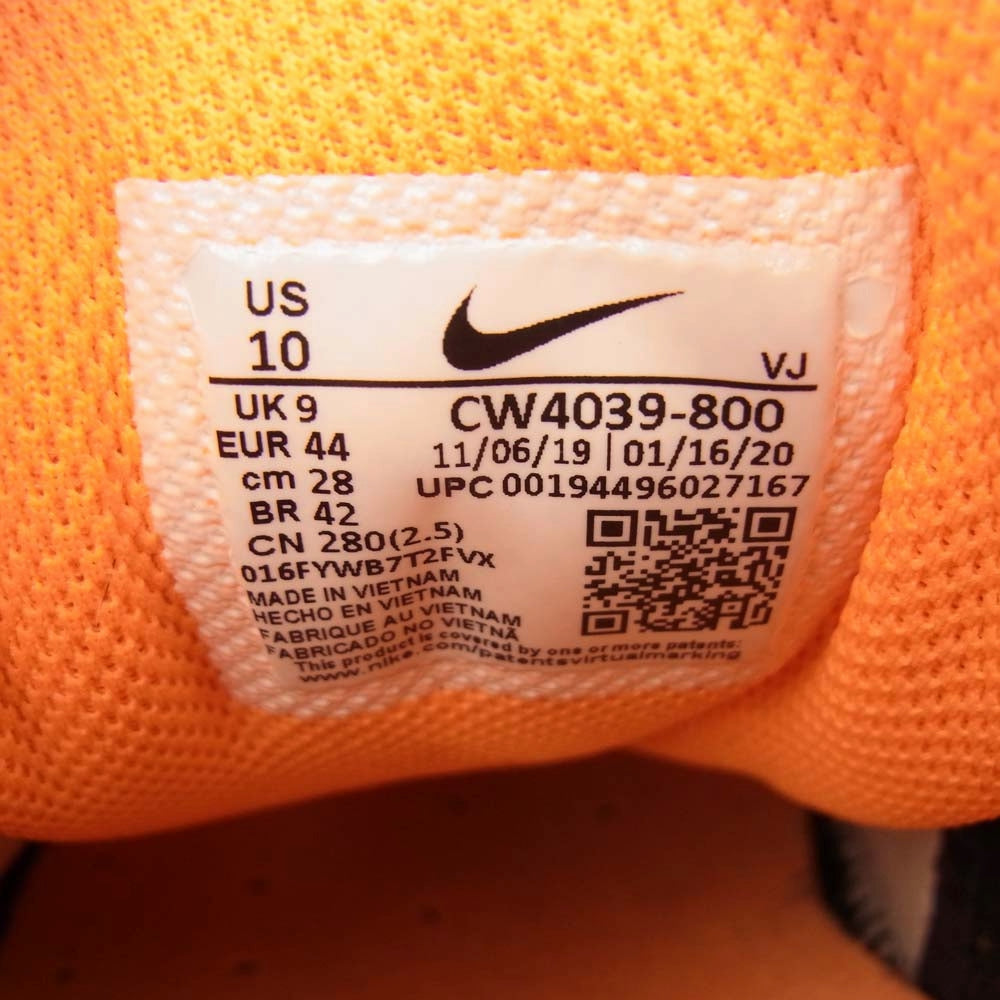 US
10
VJ
UK 9
CW4039-800
EUR 44
11/06/19 | 01/16/20
cm 28
UPC 00194496027167
BR 42
CN 280(2.5)
016FYWB7T2FVX
MADE IN VIETNAM
HECHO EN VIETNAM
FABRIQUE AU VIETNAM
FABRICADO NO VIETNÃ
This product is covered by one or more patents:
www.nike.com/patentsvirtualmarking